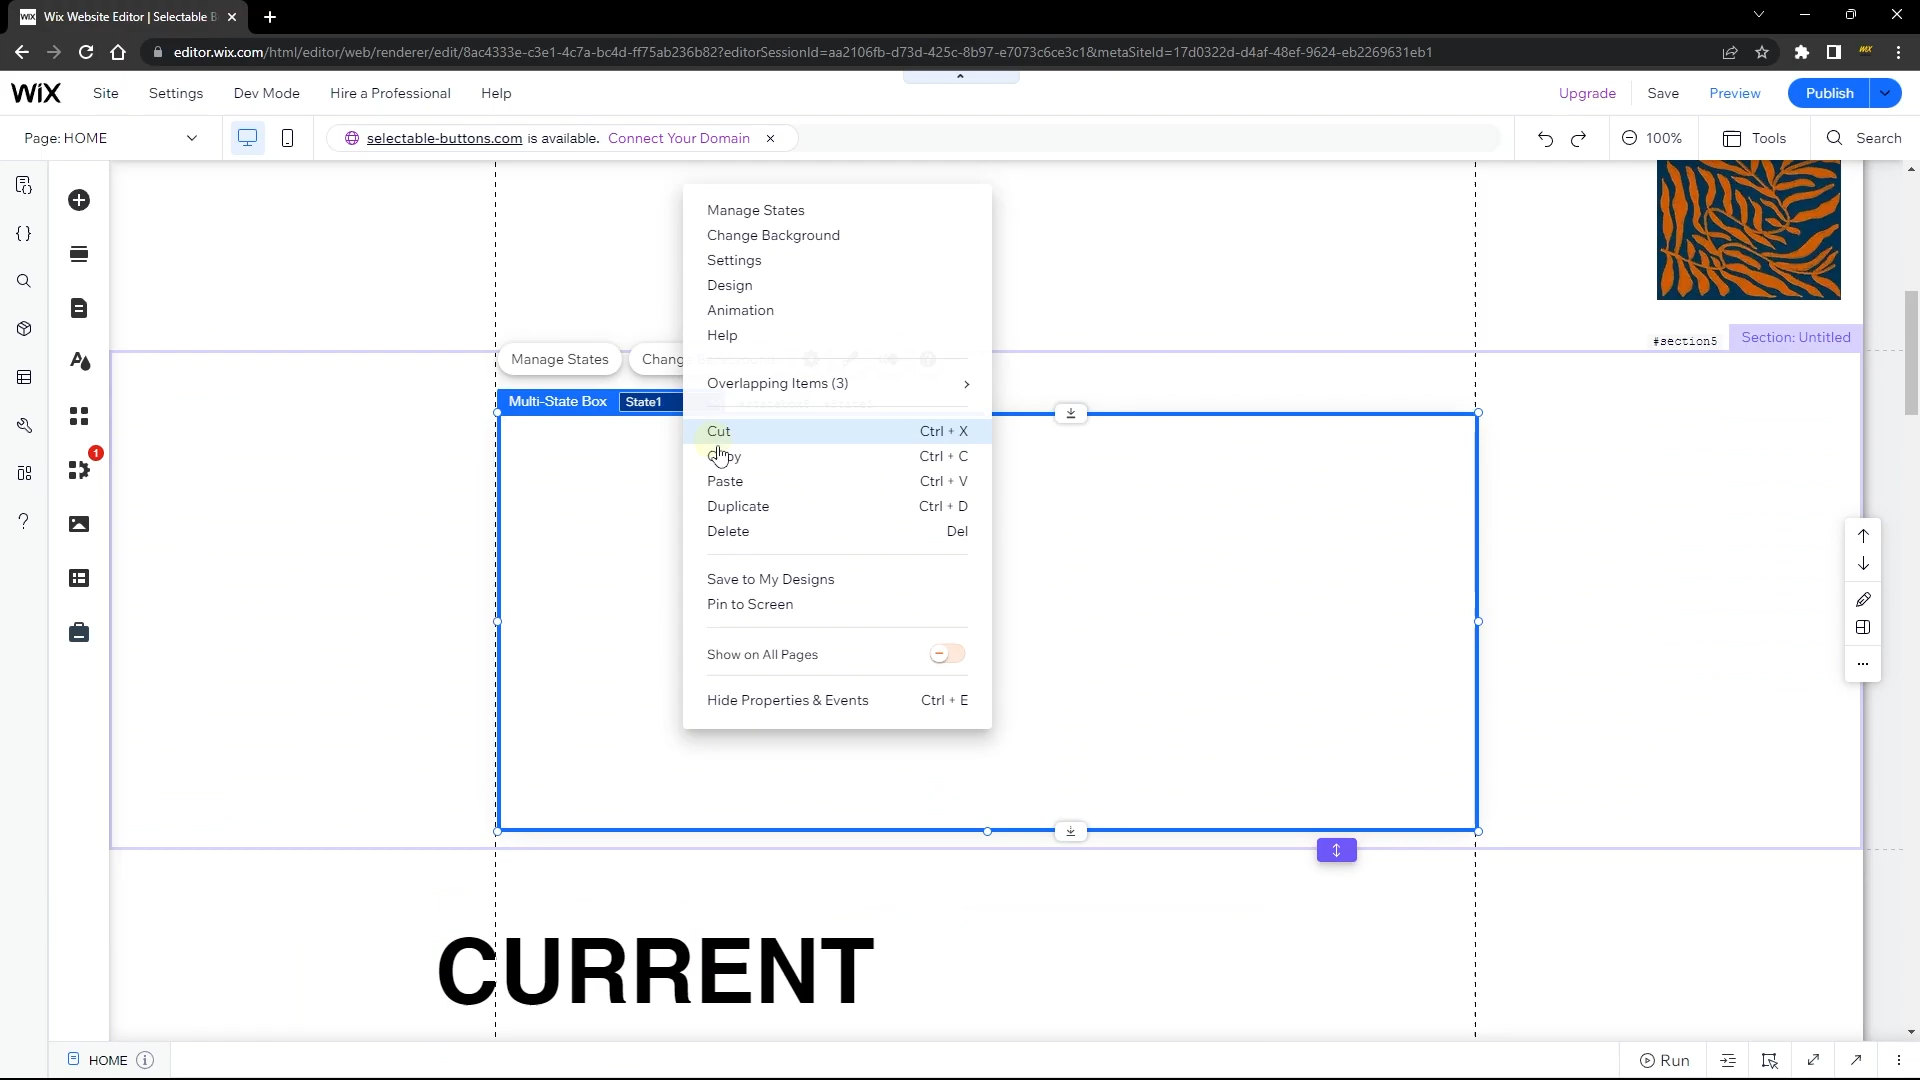 Wix Website Editor | Selectable B
editor.wix.com/html/editor/web/renderer/edit/8ac4333e-c3e1-4c7a-bc4d-ff75ab236b82?editorSessionId=aa2106fb-d73d-425c-8b97-e7073c6ce3c1&metaSiteId=17d0322d-d4af-48ef-9624-eb2269631eb1
WiX Site Settings Dev Mode Hire a Professional Help Upgrade Save Preview Publish
Page: HOME selectable-buttons.com is available. Connect Your Domain 100% Tools Search
Manage States
Change Background
Settings
Design
Animation
Help
#section5 Section: Untitled
Manage States Chang
Overlapping Items (3)
Multi-State Box State1
Cut Ctrl + X
Copy Ctrl + C
1
Paste Ctrl + V
Duplicate Ctrl + D
Delete Del
Save to My Designs
Pin to Screen
Show on All Pages
Hide Properties & Events Ctrl + E
CURRENT
HOME Run